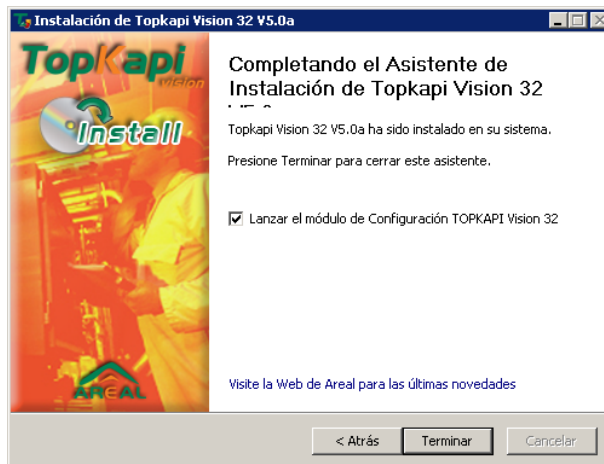 Instalación de Topkapi Vision 32 V5.0a
TopKapi
vision
Install
AREAL
Completando el Asistente de
Instalación de Topkapi Vision 32
Topkapi Vision 32 V5.0a ha sido instalado en su sistema.
Presione Terminar para cerrar este asistente.
Lanzar el módulo de Configuración TOPKAPI Vision 32
Visite la Web de Areal para las últimas novedades
< Atrás
Terminar
Cancelar